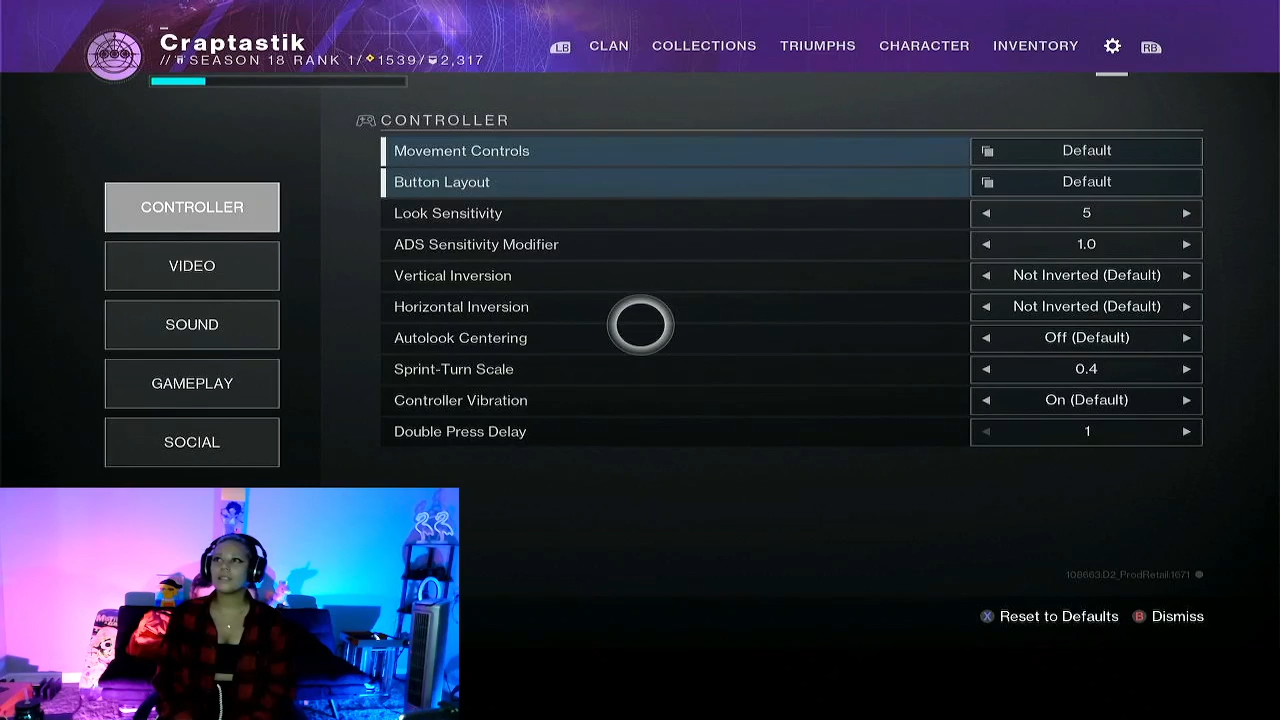 Craptastik
// SEASON 18 RANK 1/1539/2,317
LB CLAN COLLECTIONS TRIUMPHS CHARACTER INVENTORY RB
CONTROLLER
VIDEO
SOUND
GAMEPLAY
SOCIAL
CONTROLLER
Movement Controls Default
Button Layout Default
Look Sensitivity 5
ADS Sensitivity Modifier 1.0
Vertical Inversion Not Inverted (Default)
Horizontal Inversion Not Inverted (Default)
Autolook Centering Off (Default)
Sprint-Turn Scale 0.4
Controller Vibration On (Default)
Double Press Delay 1
108663:D2_ProdRetail:1671
X Reset to Defaults B Dismiss